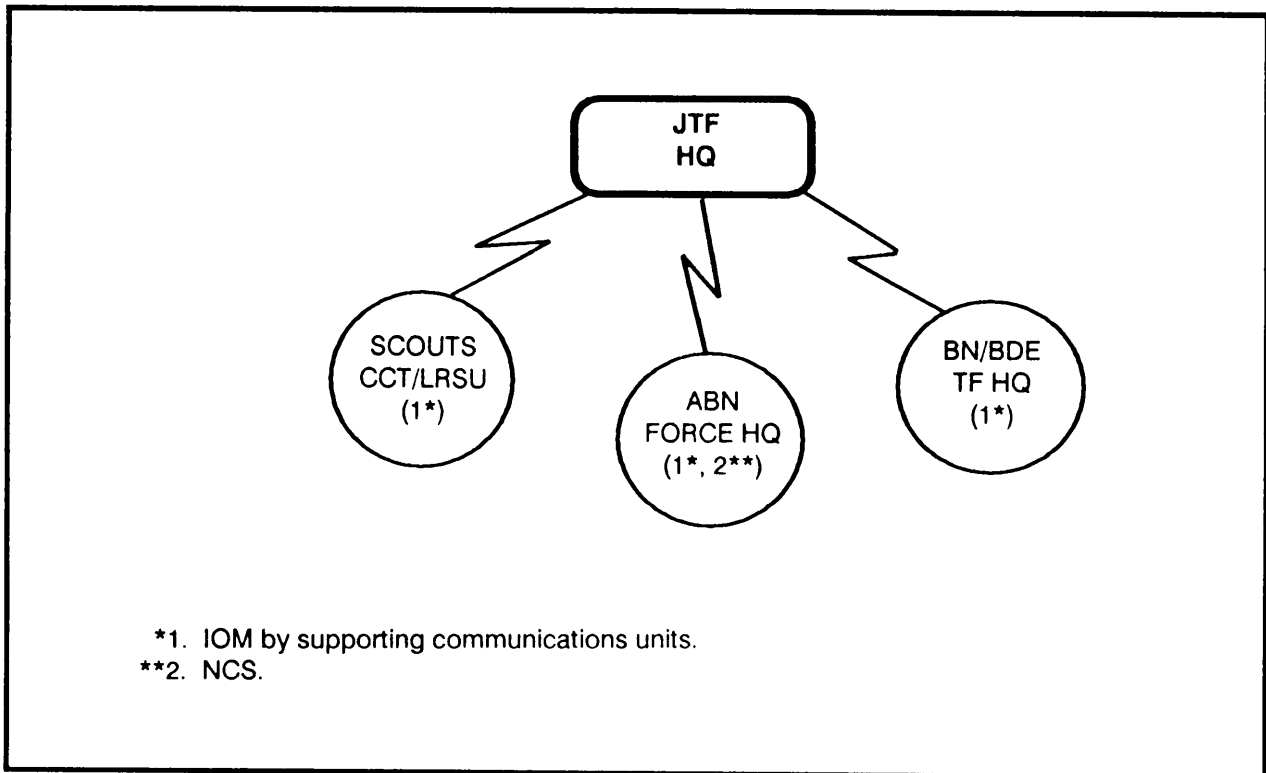 JTF
HQ
SCOUTS
CCT/LRSU
(1*)
ABN
FORCE HQ
(1*, 2**)
BN/BDE
TF HQ
(1*)
*1. IOM by supporting communications units.
**2. NCS.